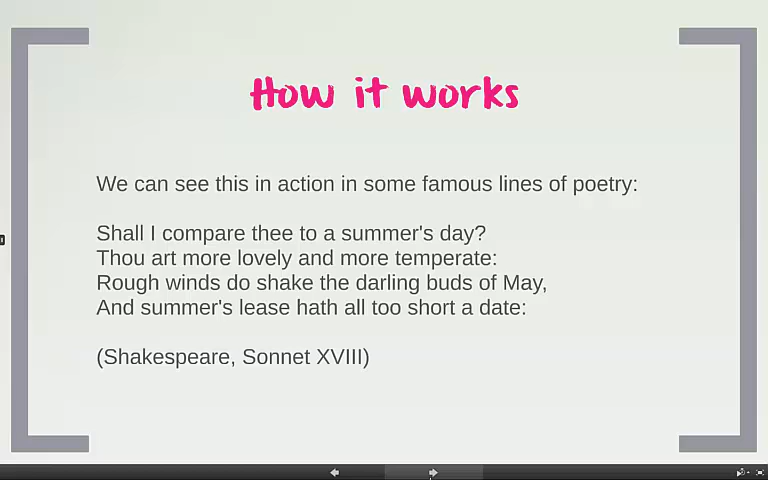 How it works
We can see this in action in some famous lines of poetry:
Shall I compare thee to a summer's day?
Thou art more lovely and more temperate:
Rough winds do shake the darling buds of May,
And summer's lease hath all too short a date:
(Shakespeare, Sonnet XVIII)